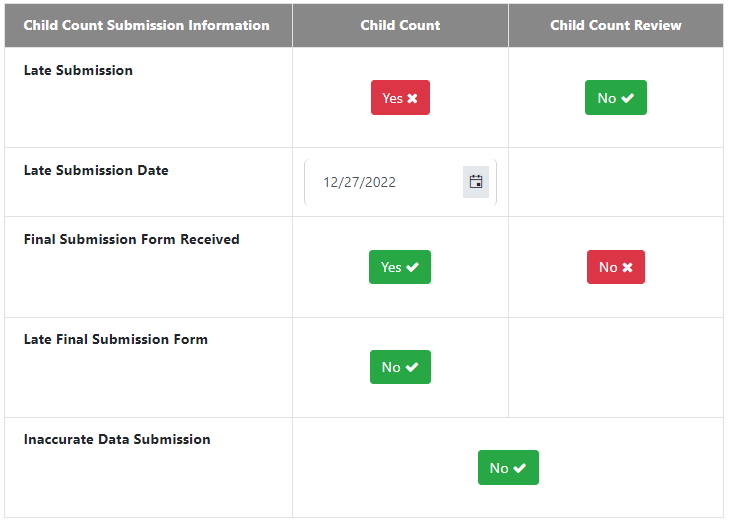 Child Count Submission Information Child Count Child Count Review
Late Submission
Yes No
Late Submission Date
12/27/2022
Final Submission Form Received
Yes No
Late Final Submission Form
No
Inaccurate Data Submission
No